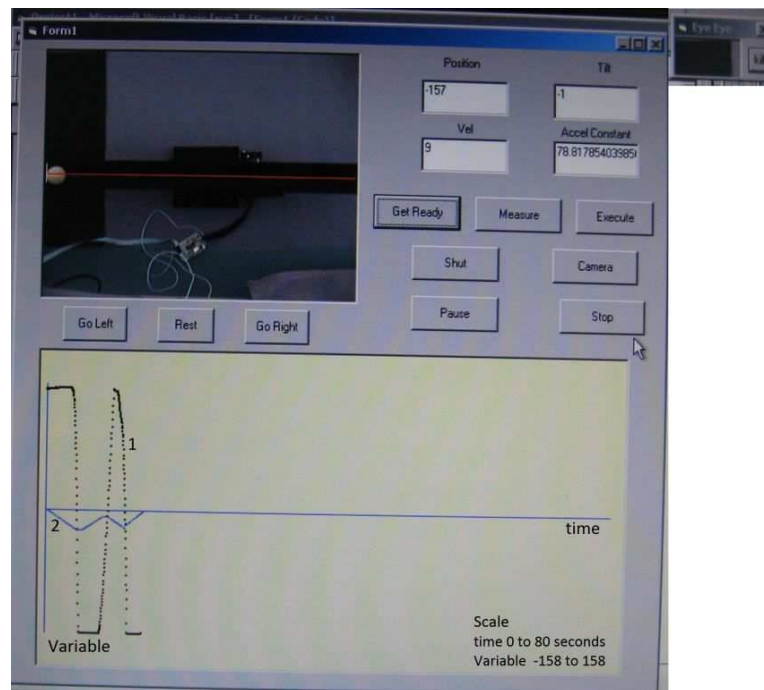 Form1
Eye Eye
Position
Tilt
-157
-1
Vel
Accel Constant
9
78.81785403985
Get Ready
Measure
Execute
Shut
Camera
Go Left
Rest
Go Right
Pause
Stop
1
2
time
Variable
Scale
time 0 to 80 seconds
Variable -158 to 158